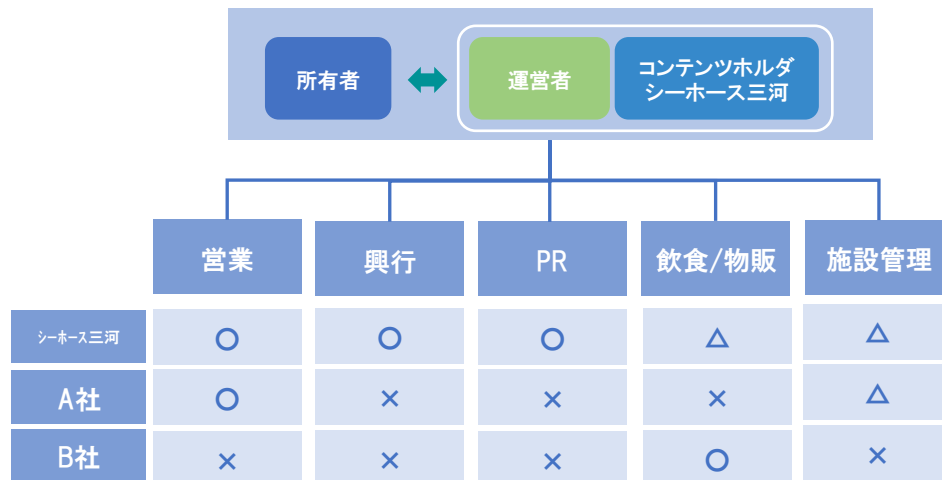 所有者
運営者
コンテンツホルダ
シーホース三河
営業
興行
PR
飲食/物販
施設管理
ｼｰﾎｰｽ三河
○ ○ ○ △ △
A社
○ × × × △
B社
× × × ○ ×